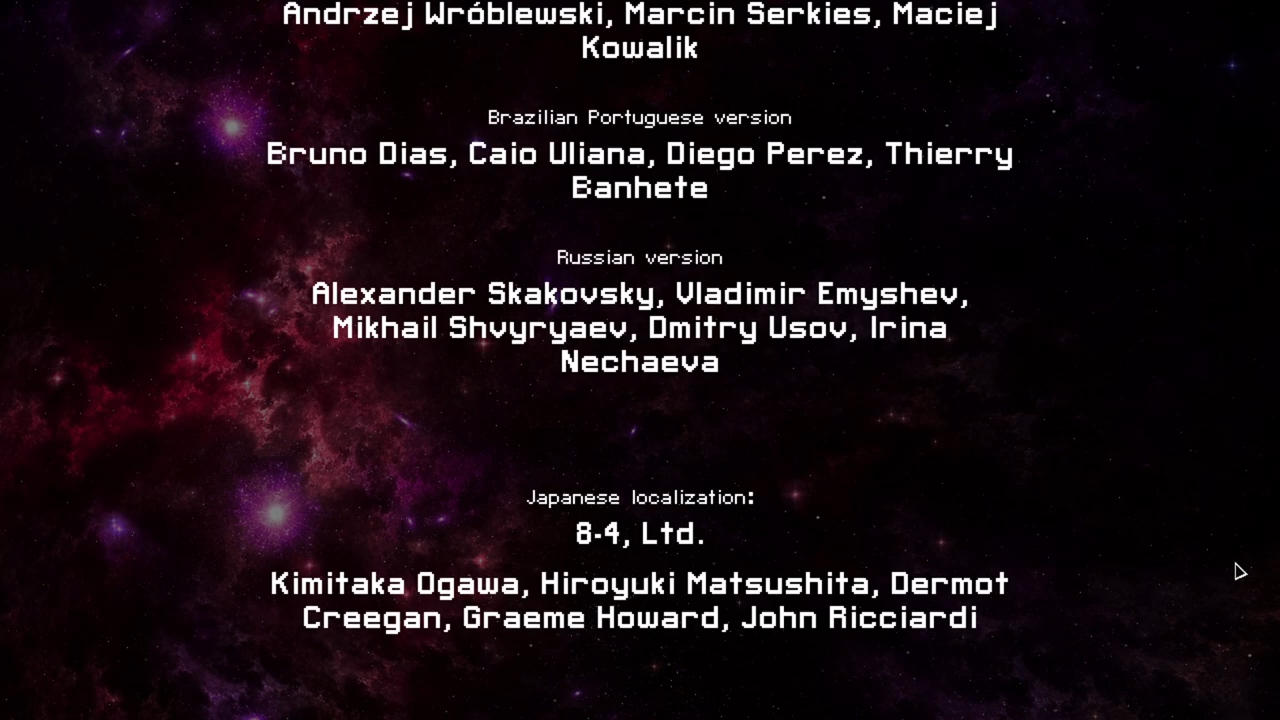 Andrzej Wróblewski, Marcin Serkies, Maciej
Kowalik
Brazilian Portuguese version
Bruno Dias, Caio Uliana, Diego Perez, Thierry
Banhete
Russian version
Alexander Skakovsky, Vladimir Emyshev,
Mikhail Shvyryaev, Dmitry Usov, Irina
Nechaeva
Japanese localization:
8-4, Ltd.
Kimitaka Ogawa, Hiroyuki Matsushita, Dermot
Creegan, Graeme Howard, John Ricciardi